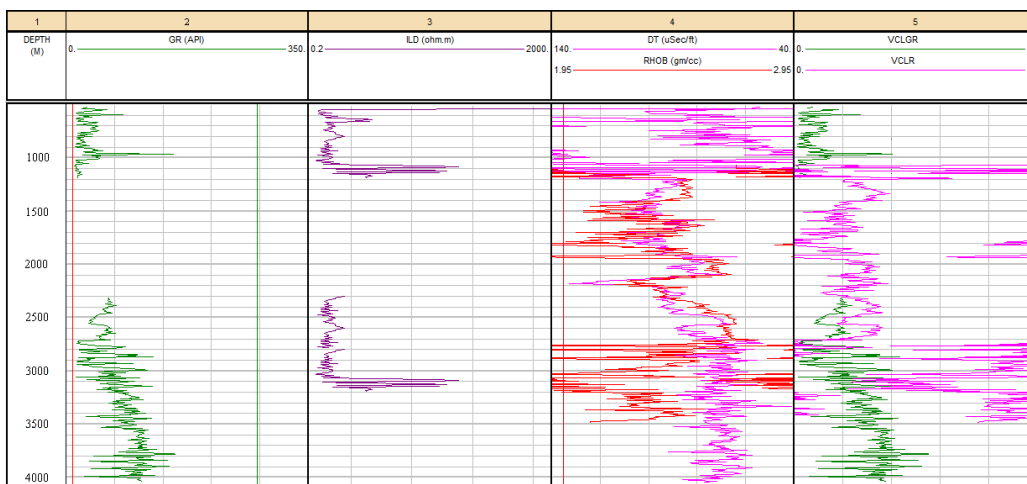 1 2 3 4 5
DEPTH (M)
GR (API)
0. 350.
ILD (ohm.m)
0.2 2000.
DT (uSec/ft)
140. 40.
RHOB (gm/cc)
1.95 2.95
VCLGR
0.
VCLR
0.
1000
1500
2000
2500
3000
3500
4000